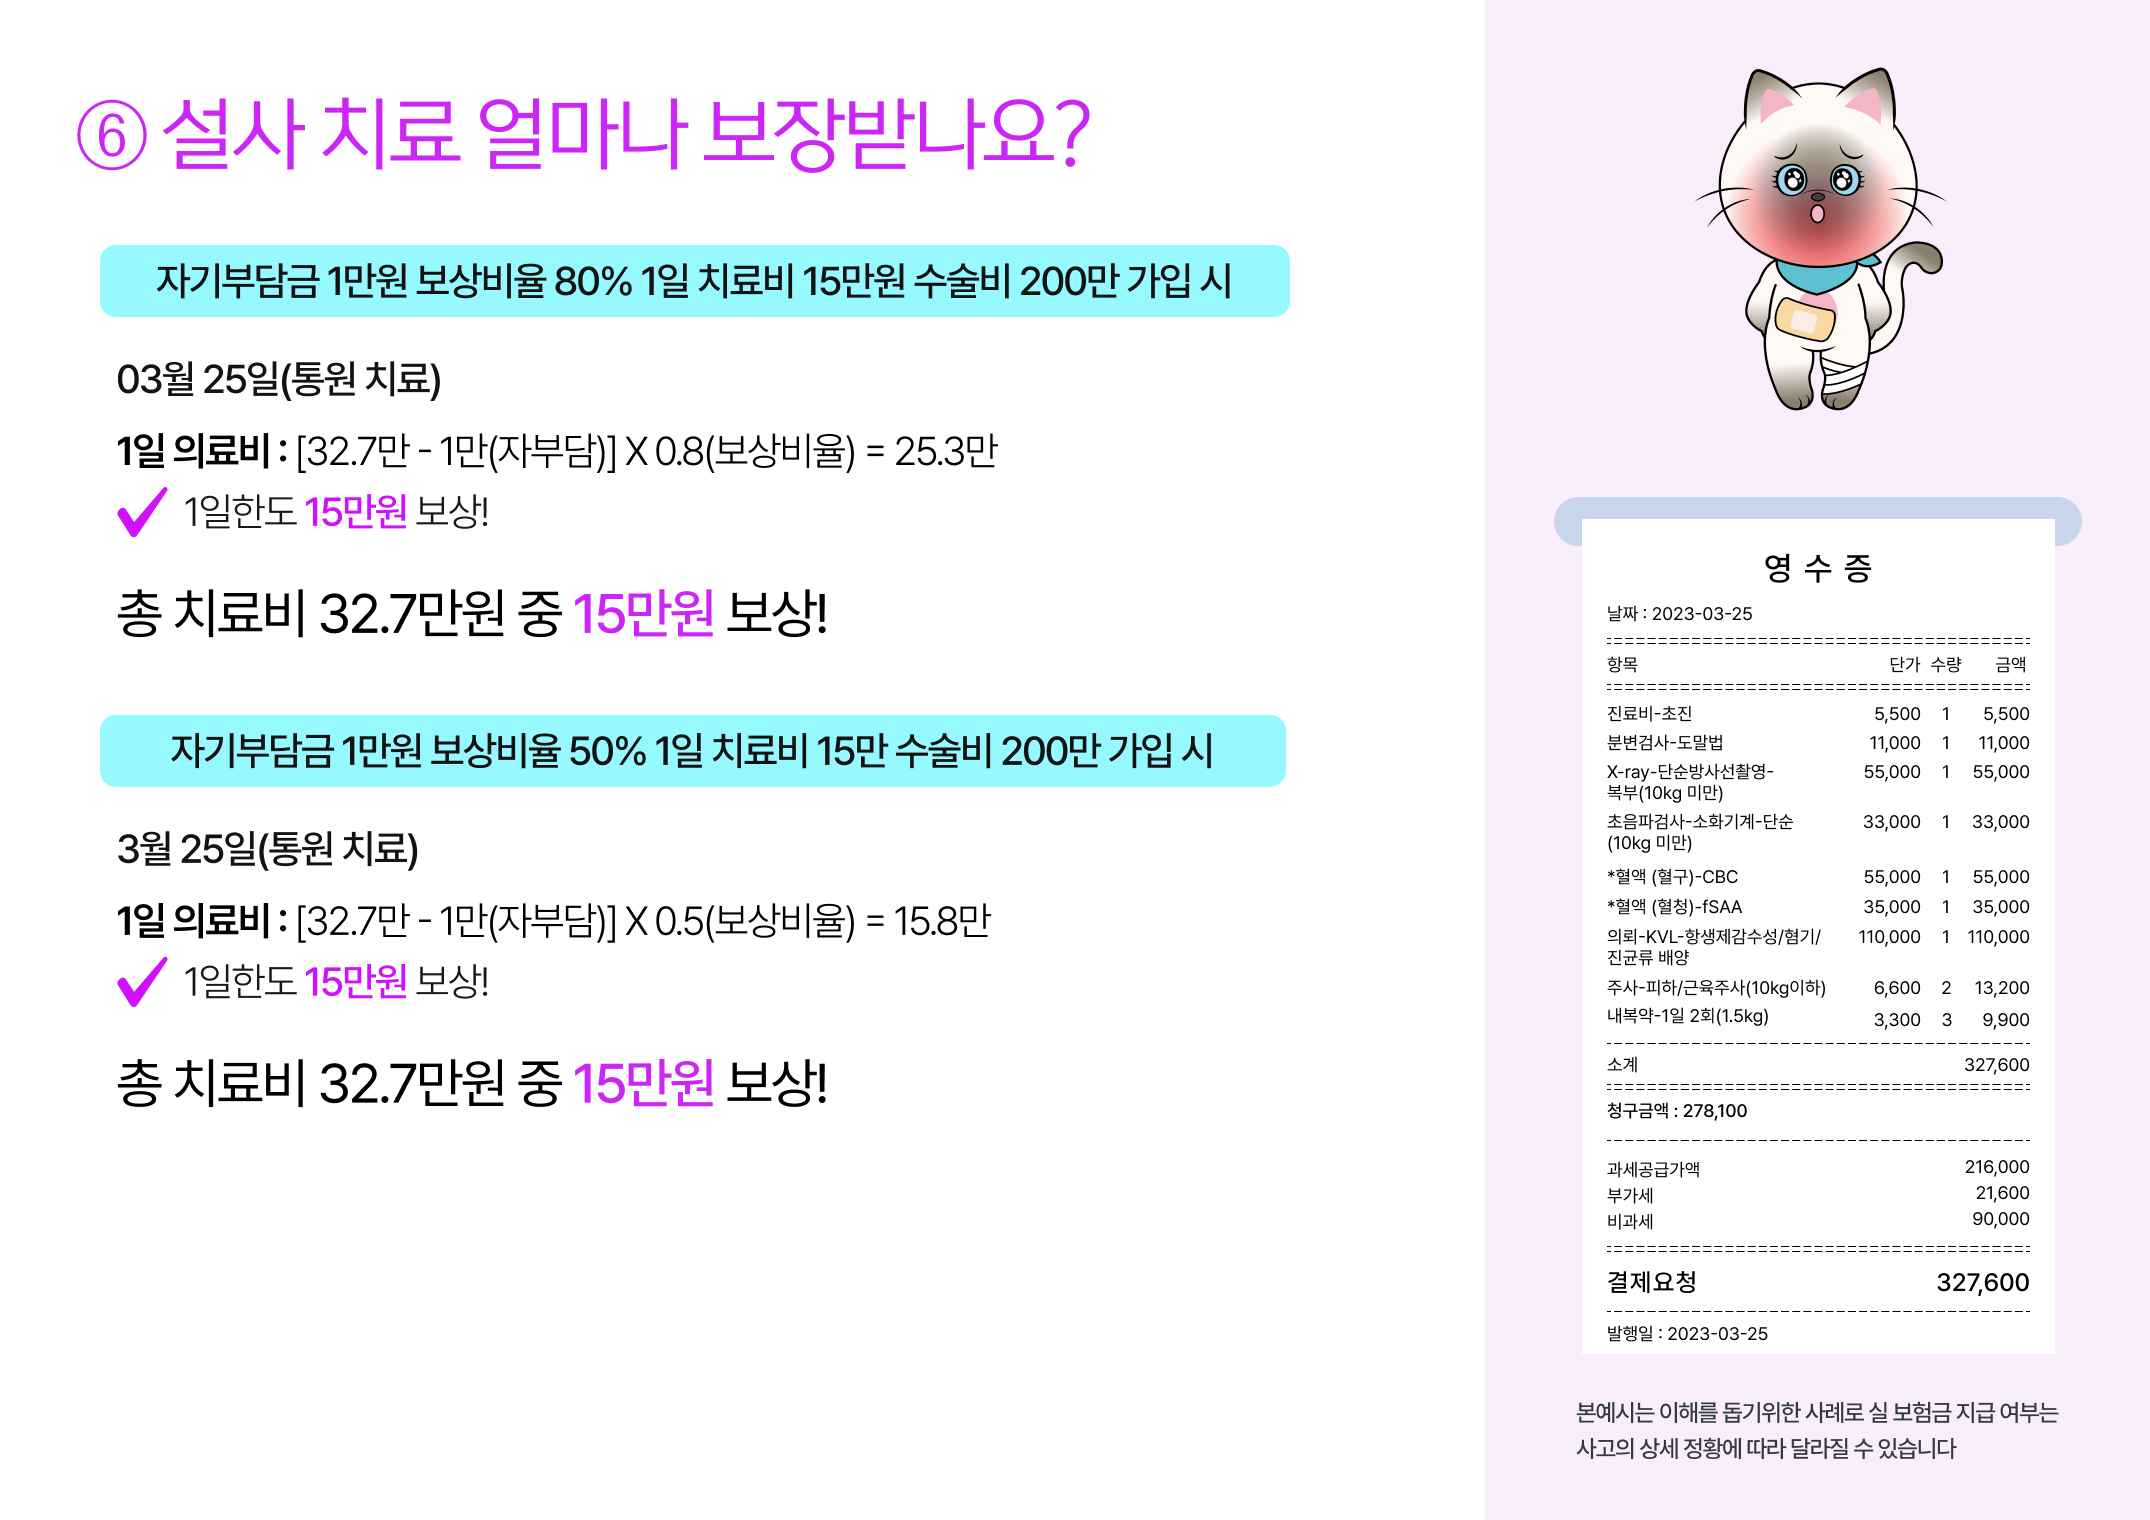 ⑥ 설사 치료 얼마나 보장받나요?
자기부담금 1만원 보상비율 80% 1일 치료비 15만원 수술비 200만 가입 시
03월 25일(통원 치료)
1일 의료비 : [32.7만 - 1만(자부담)] X 0.8(보상비율) = 25.3만
1일한도 15만원 보상!
총 치료비 32.7만원 중 15만원 보상!
자기부담금 1만원 보상비율 50% 1일 치료비 15만 수술비 200만 가입 시
3월 25일(통원 치료)
1일 의료비 : [32.7만 - 1만(자부담)] X 0.5(보상비율) = 15.8만
1일한도 15만원 보상!
총 치료비 32.7만원 중 15만원 보상!
영 수 증
날짜 : 2023-03-25
항목 단가 수량 금액
진료비-초진 5,500 1 5,500
분변검사-도말법 11,000 1 11,000
X-ray-단순방사선촬영- 55,000 1 55,000
복부(10kg 미만)
초음파검사-소화기계-단순 33,000 1 33,000
(10kg 미만)
*혈액 (혈구)-CBC 55,000 1 55,000
*혈액 (혈청)-fSAA 35,000 1 35,000
의뢰-KVL-항생제감수성/혐기/ 110,000 1 110,000
진균류 배양
주사-피하/근육주사(10kg이하) 6,600 2 13,200
내복약-1일 2회(1.5kg) 3,300 3 9,900
소계 327,600
청구금액 : 278,100
과세공급가액 216,000
부가세 21,600
비과세 90,000
결제요청 327,600
발행일 : 2023-03-25
본예시는 이해를 돕기위한 사례로 실 보험금 지급 여부는
사고의 상세 정황에 따라 달라질 수 있습니다